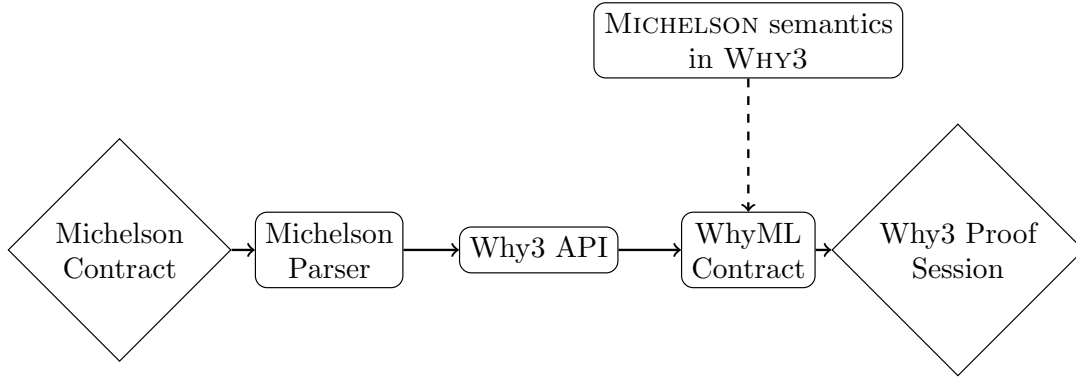 MICHELSON semantics
in WHY3
Michelson
Contract
Michelson
Parser
Why3 API
WhyML
Contract
Why3 Proof
Session